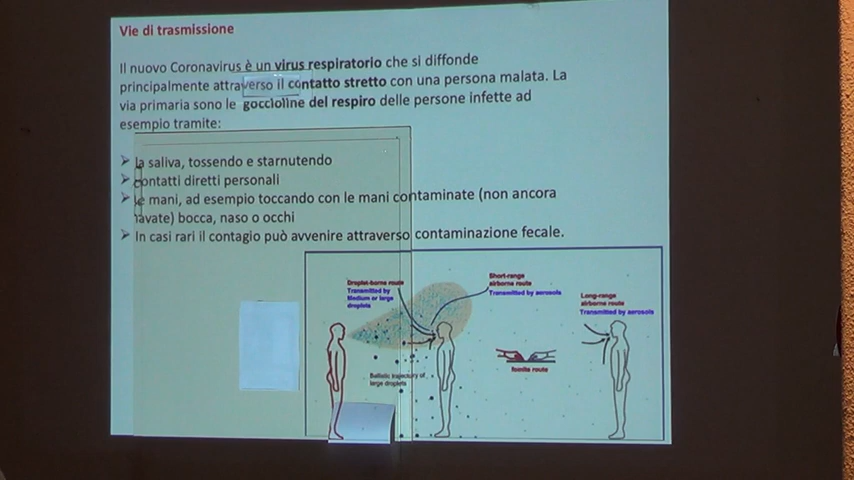 Vie di trasmissione
Il nuovo Coronavirus è un virus respiratorio che si diffonde
principalmente attraverso il contatto stretto con una persona malata. La
via primaria sono le goccioline del respiro delle persone infette ad
esempio tramite:
➢ la saliva, tossendo e starnutendo
➢ contatti diretti personali
➢ le mani, ad esempio toccando con le mani contaminate (non ancora
lavate) bocca, naso o occhi
➢ In casi rari il contagio può avvenire attraverso contaminazione fecale.
Droplet-borne route
Transmitted by
Medium or large
droplets
Short-range
airborne route
Transmitted by aerosols
Long-range
airborne route
Transmitted by aerosols
Ballistic trajectory of
large droplets
fomite route